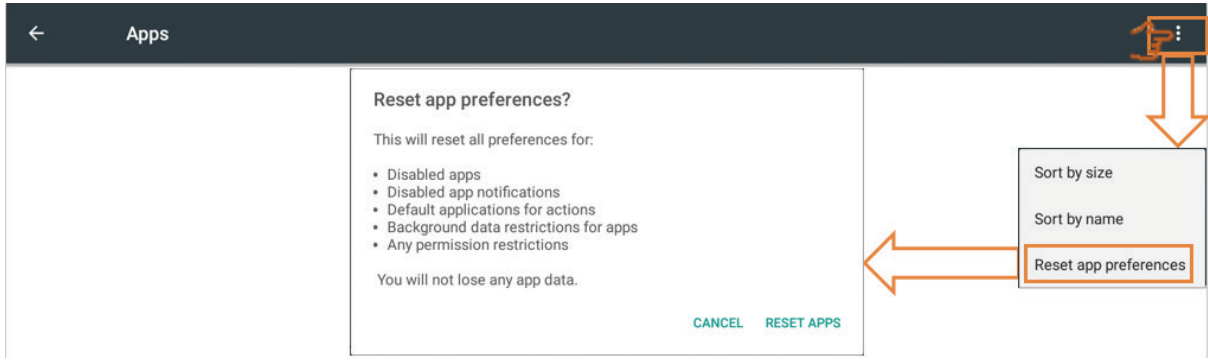 Apps
Reset app preferences?
This will reset all preferences for:
• Disabled apps
• Disabled app notifications
• Default applications for actions
• Background data restrictions for apps
• Any permission restrictions
You will not lose any app data.
CANCEL RESET APPS
Sort by size
Sort by name
Reset app preferences